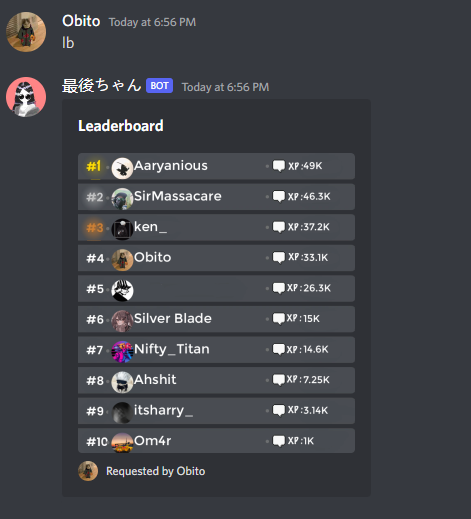 Obito Today at 6:56 PM
lb
最後ちゃん BOT Today at 6:56 PM
Leaderboard
#1 • Aaryanious • XP:49K
#2 • SirMassacare • XP:46.3K
#3 • ken_ • XP:37.2K
#4 • Obito • XP:33.1K
#5 • • XP:26.3K
#6 • Silver Blade • XP:15K
#7 • Nifty_Titan • XP:14.6K
#8 • Ahshit • XP:7.25K
#9 • itsharry_ • XP:3.14K
#10 • Om4r • XP:1K
Requested by Obito